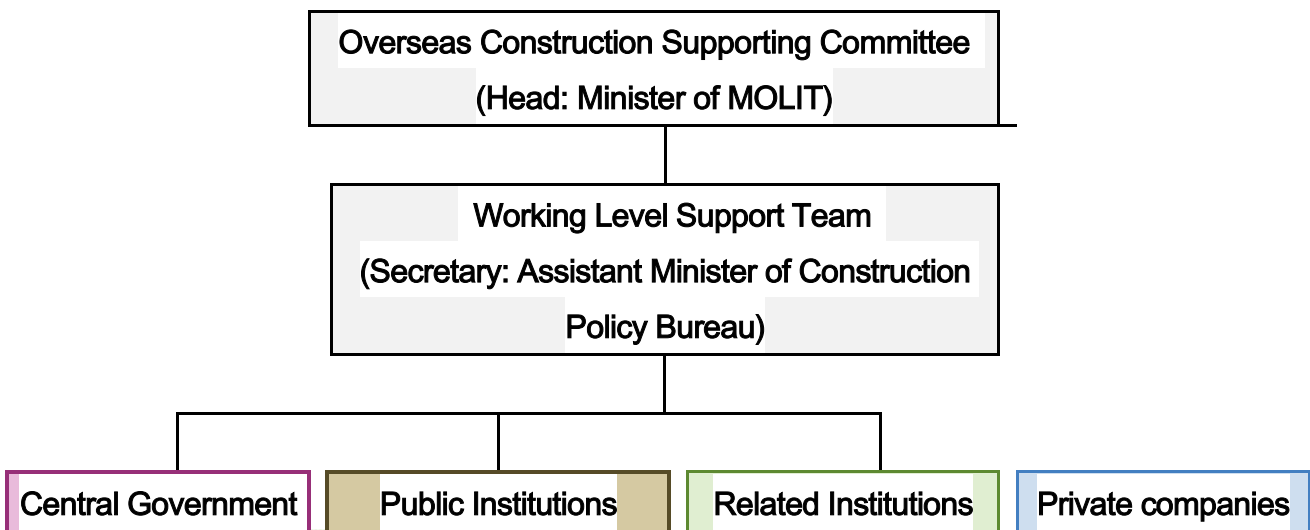 Overseas Construction Supporting Committee
(Head: Minister of MOLIT)
Working Level Support Team
(Secretary: Assistant Minister of Construction
Policy Bureau)
Central Government
Public Institutions
Related Institutions
Private companies